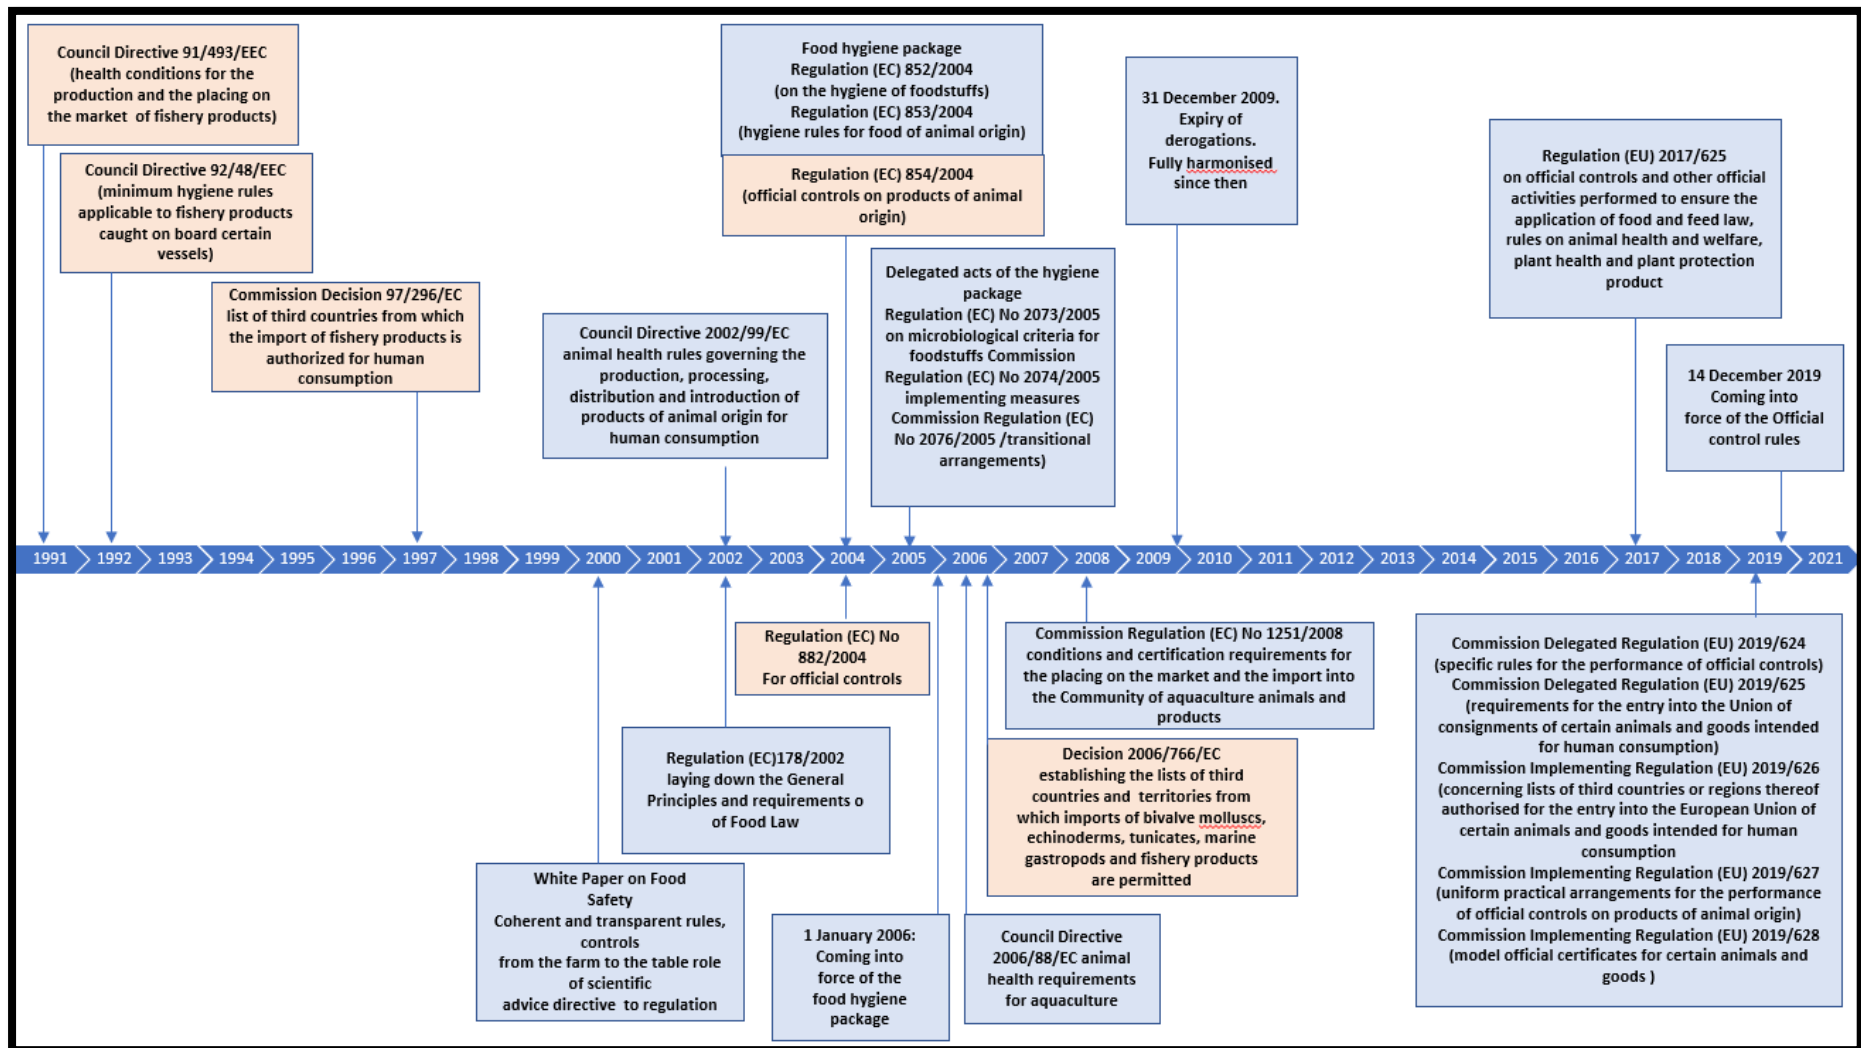 Council Directive 91/493/EEC
(health conditions for the
production and the placing on
the market of fishery products)
Council Directive 92/48/EEC
(minimum hygiene rules
applicable to fishery products
caught on board certain
vessels)
Commission Decision 97/296/EC
list of third countries from which
the import of fishery products is
authorized for human
consumption
Council Directive 2002/99/EC
animal health rules governing the
production, processing,
distribution and introduction of
products of animal origin for
human consumption
Food hygiene package
Regulation (EC) 852/2004
(on the hygiene of foodstuffs)
Regulation (EC) 853/2004
(hygiene rules for food of animal origin)
Regulation (EC) 854/2004
(official controls on products of animal
origin)
Delegated acts of the hygiene
package
Regulation (EC) No 2073/2005
on microbiological criteria for
foodstuffs Commission
Regulation (EC) No 2074/2005
implementing measures
Commission Regulation (EC)
No 2076/2005 /transitional
arrangements)
31 December 2009.
Expiry of
derogations.
Fully harmonised
since then
Regulation (EU) 2017/625
on official controls and other official
activities performed to ensure the
application of food and feed law,
rules on animal health and welfare,
plant health and plant protection
product
14 December 2019
Coming into
force of the Official
control rules
1991 1992 1993 1994 1995 1996 1997 1998 1999 2000 2001 2002 2003 2004 2005 2006 2007 2008 2009 2010 2011 2012 2013 2014 2015 2016 2017 2018 2019 2021
White Paper on Food
Safety
Coherent and transparent rules,
controls
from the farm to the table role
of scientific
advice directive to regulation
Regulation (EC)178/2002
laying down the General
Principles and requirements o
of Food Law
Regulation (EC) No
882/2004
For official controls
1 January 2006:
Coming into
force of the
food hygiene
package
Council Directive
2006/88/EC animal
health requirements
for aquaculture
Decision 2006/766/EC
establishing the lists of third
countries and territories from
which imports of bivalve molluscs,
echinoderms, tunicates, marine
gastropods and fishery products
are permitted
Commission Regulation (EC) No 1251/2008
conditions and certification requirements for
the placing on the market and the import into
the Community of aquaculture animals and
products
Commission Delegated Regulation (EU) 2019/624
(specific rules for the performance of official controls)
Commission Delegated Regulation (EU) 2019/625
(requirements for the entry into the Union of
consignments of certain animals and goods intended
for human consumption)
Commission Implementing Regulation (EU) 2019/626
(concerning lists of third countries or regions thereof
authorised for the entry into the European Union of
certain animals and goods intended for human
consumption
Commission Implementing Regulation (EU) 2019/627
(uniform practical arrangements for the performance
of official controls on products of animal origin)
Commission Implementing Regulation (EU) 2019/628
(model official certificates for certain animals and
goods )